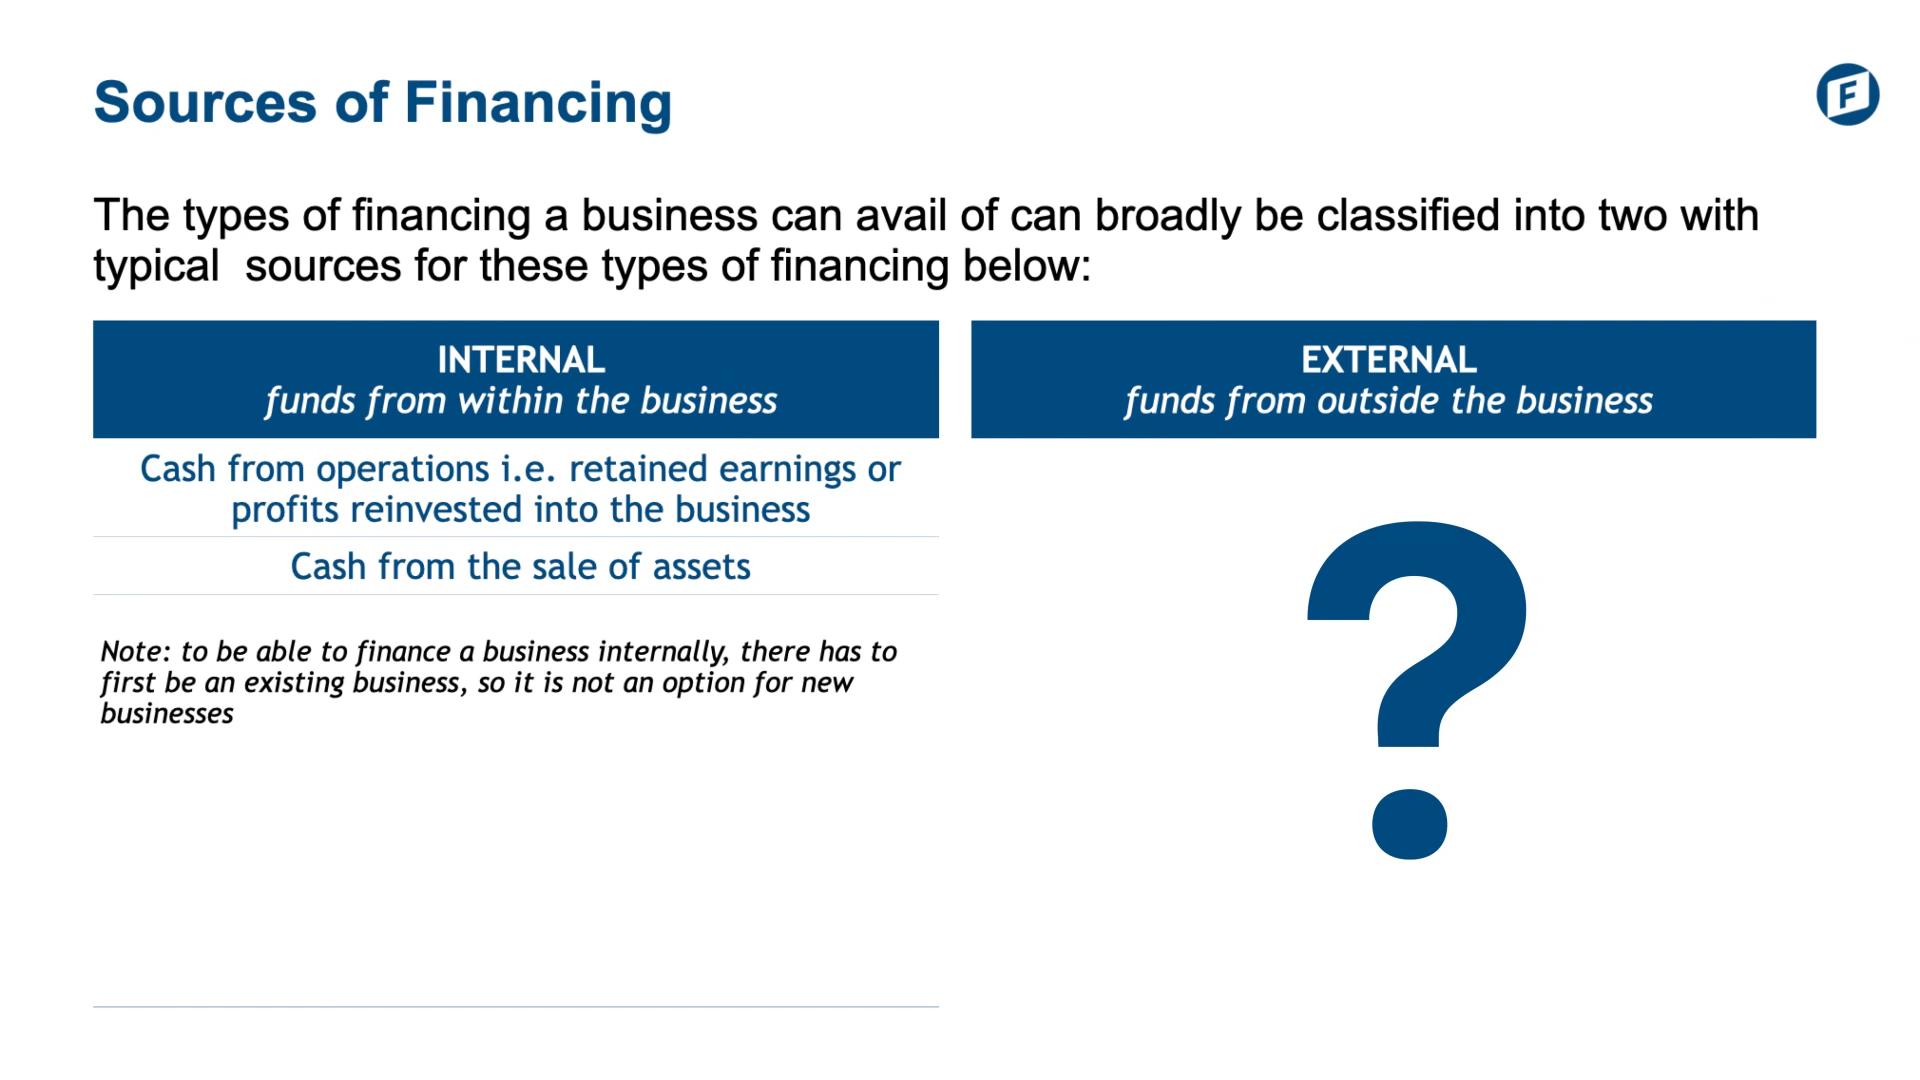 Sources of Financing
F
The types of financing a business can avail of can broadly be classified into two with
typical  sources for these types of financing below:
INTERNAL
funds from within the business
Cash from operations i.e. retained earnings or
profits reinvested into the business
Cash from the sale of assets
Note: to be able to finance a business internally, there has to
first be an existing business, so it is not an option for new
businesses
EXTERNAL
funds from outside the business
?